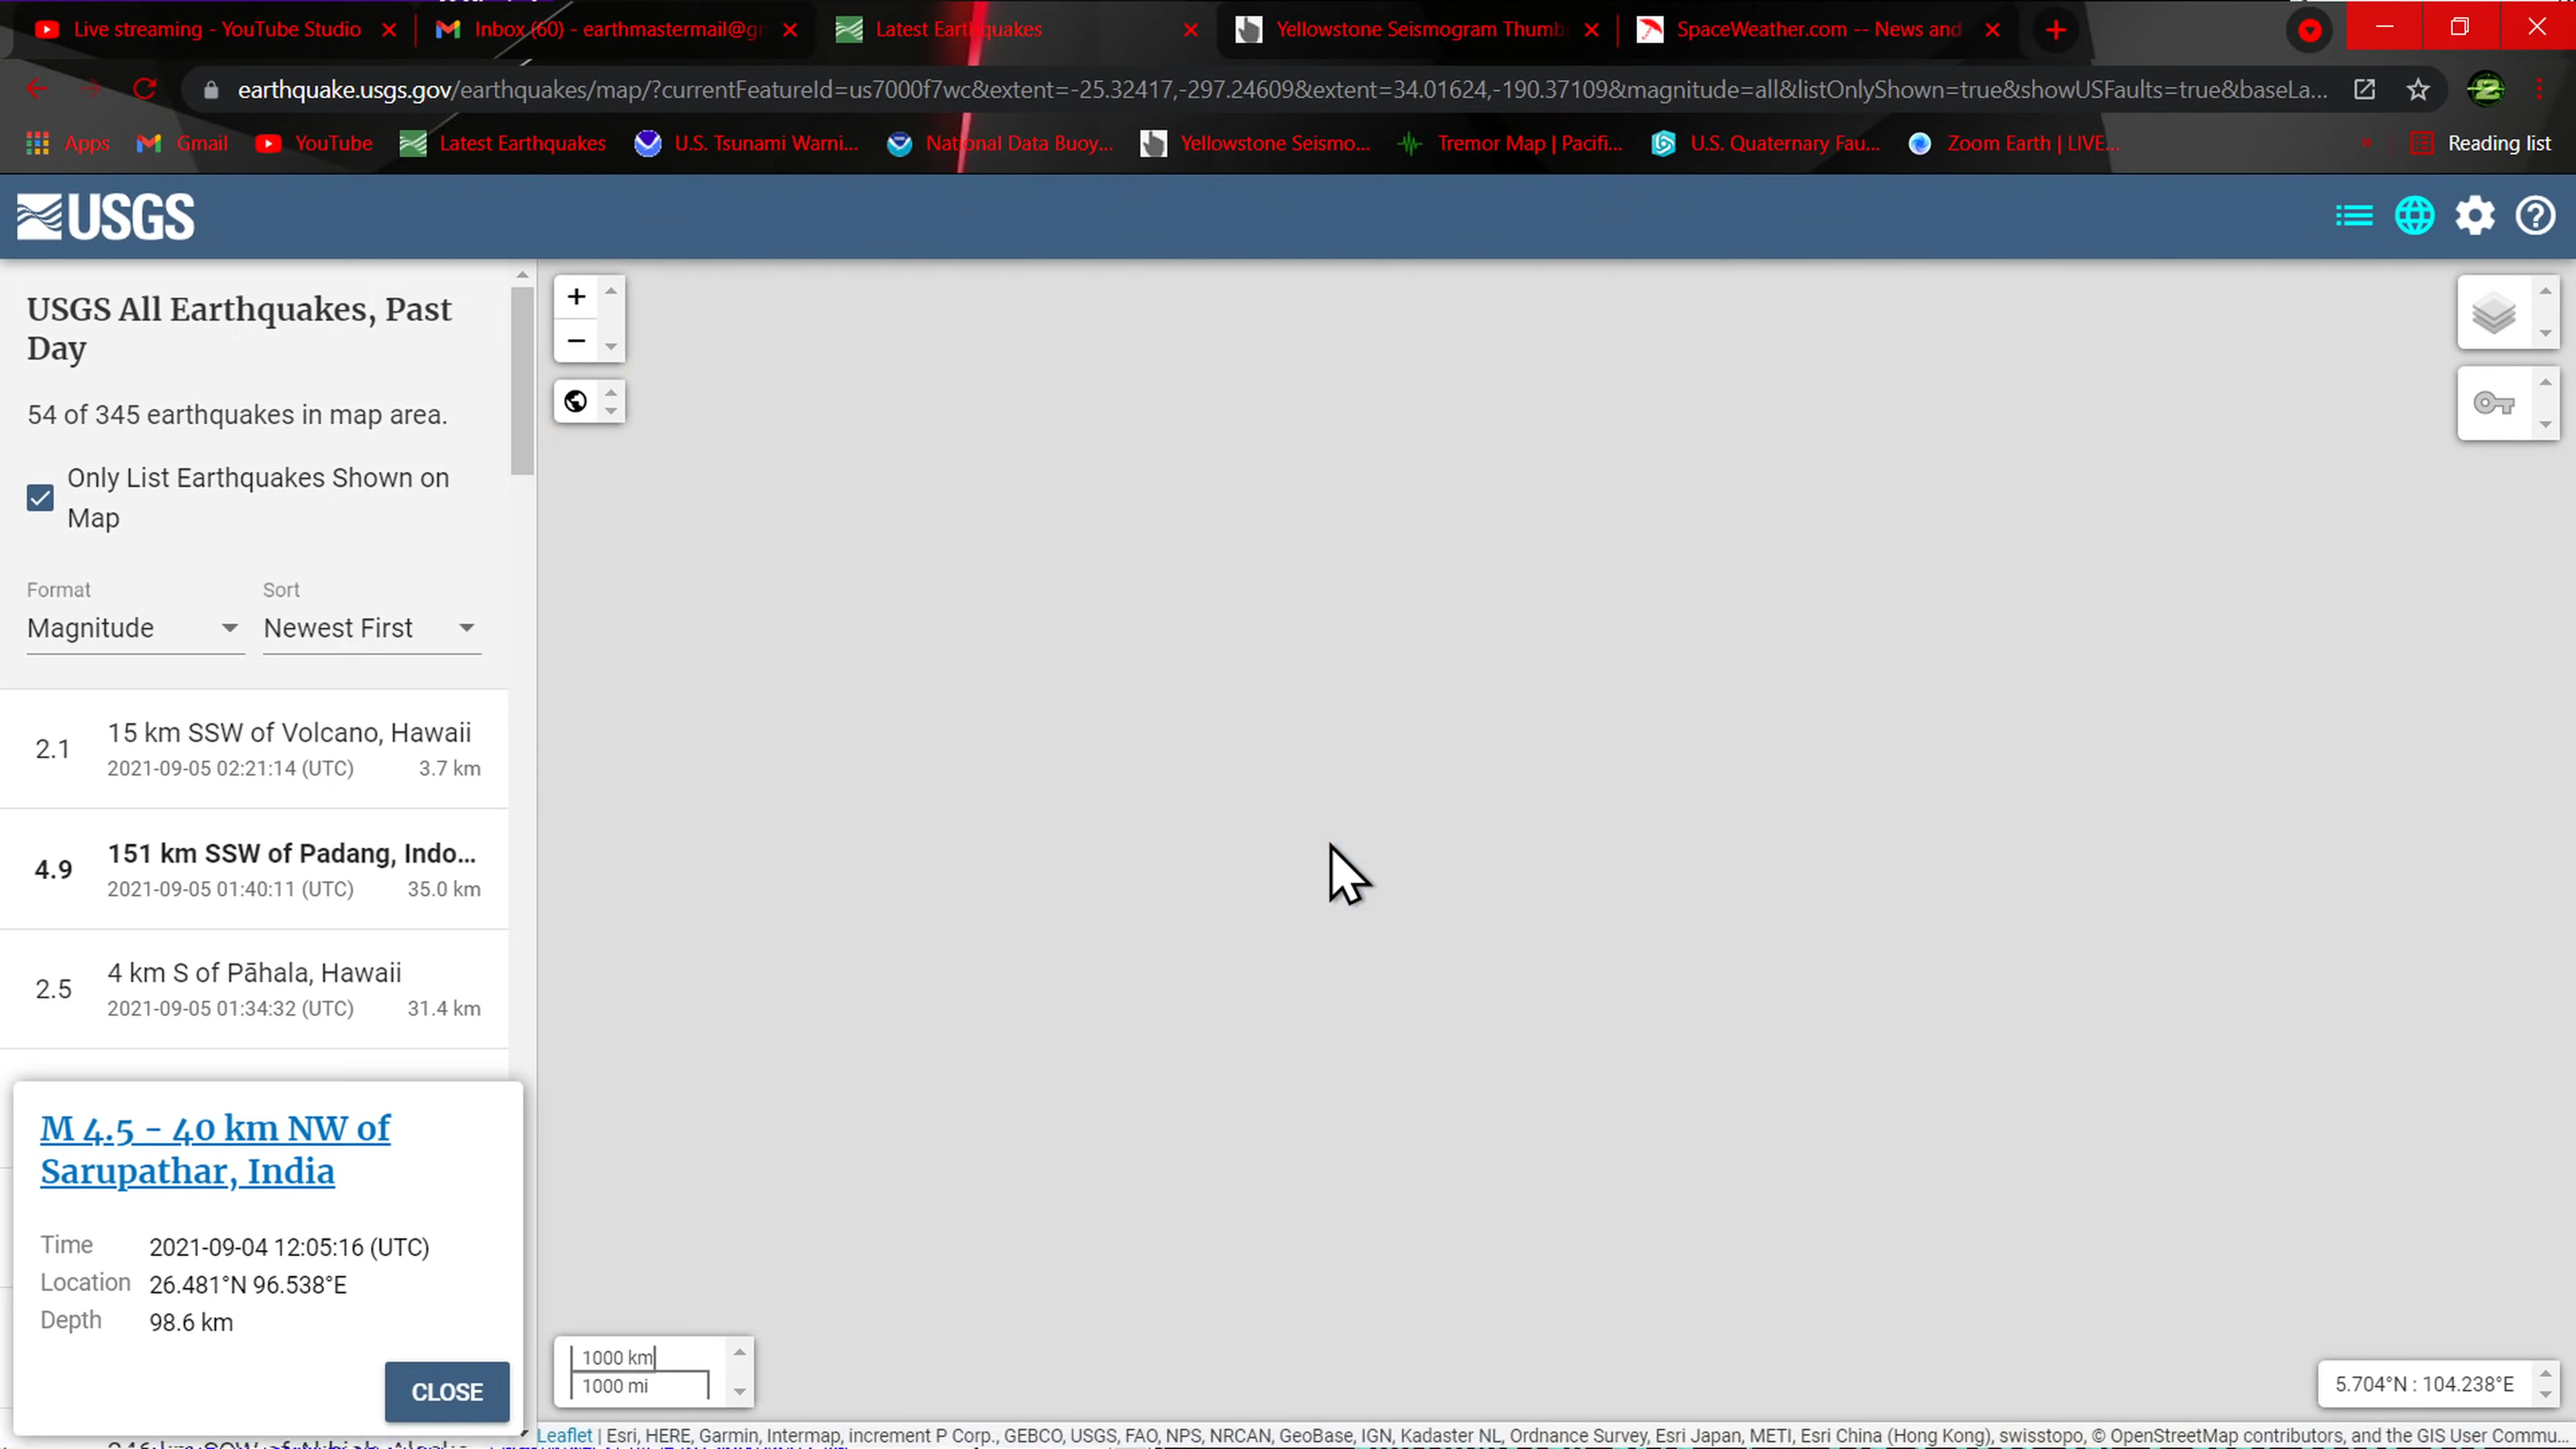 Live streaming - YouTube Studio
Inbox (60) - earthmastermail@gm
Latest Earthquakes
Yellowstone Seismogram Thumb
SpaceWeather.com -- News and
earthquake.usgs.gov/earthquakes/map/?currentFeatureId=us7000f7wc&extent=-25.32417,-297.24609&extent=34.01624,-190.37109&magnitude=all&listOnlyShown=true&showUSFaults=true&baseLa...
Apps
Gmail
YouTube
Latest Earthquakes
U.S. Tsunami Warni...
National Data Buoy...
Yellowstone Seismo...
Tremor Map | Pacifi...
U.S. Quaternary Fau...
Zoom Earth | LIVE...
»
Reading list
USGS
USGS All Earthquakes, Past
Day
54 of 345 earthquakes in map area.
Only List Earthquakes Shown on
Map
Format
Sort
Magnitude
Newest First
2.1
15 km SSW of Volcano, Hawaii
2021-09-05 02:21:14 (UTC)
3.7 km
4.9
151 km SSW of Padang, Indo...
2021-09-05 01:40:11 (UTC)
35.0 km
2.5
4 km S of Pāhala, Hawaii
2021-09-05 01:34:32 (UTC)
31.4 km
M 4.5 - 40 km NW of
Sarupathar, India
Time
2021-09-04 12:05:16 (UTC)
Location
26.481°N 96.538°E
Depth
98.6 km
CLOSE
+
−
1000 km
1000 mi
5.704°N : 104.238°E
Leaflet | Esri, HERE, Garmin, Intermap, increment P Corp., GEBCO, USGS, FAO, NPS, NRCAN, GeoBase, IGN, Kadaster NL, Ordnance Survey, Esri Japan, METI, Esri China (Hong Kong), swisstopo, © OpenStreetMap contributors, and the GIS User Commu...